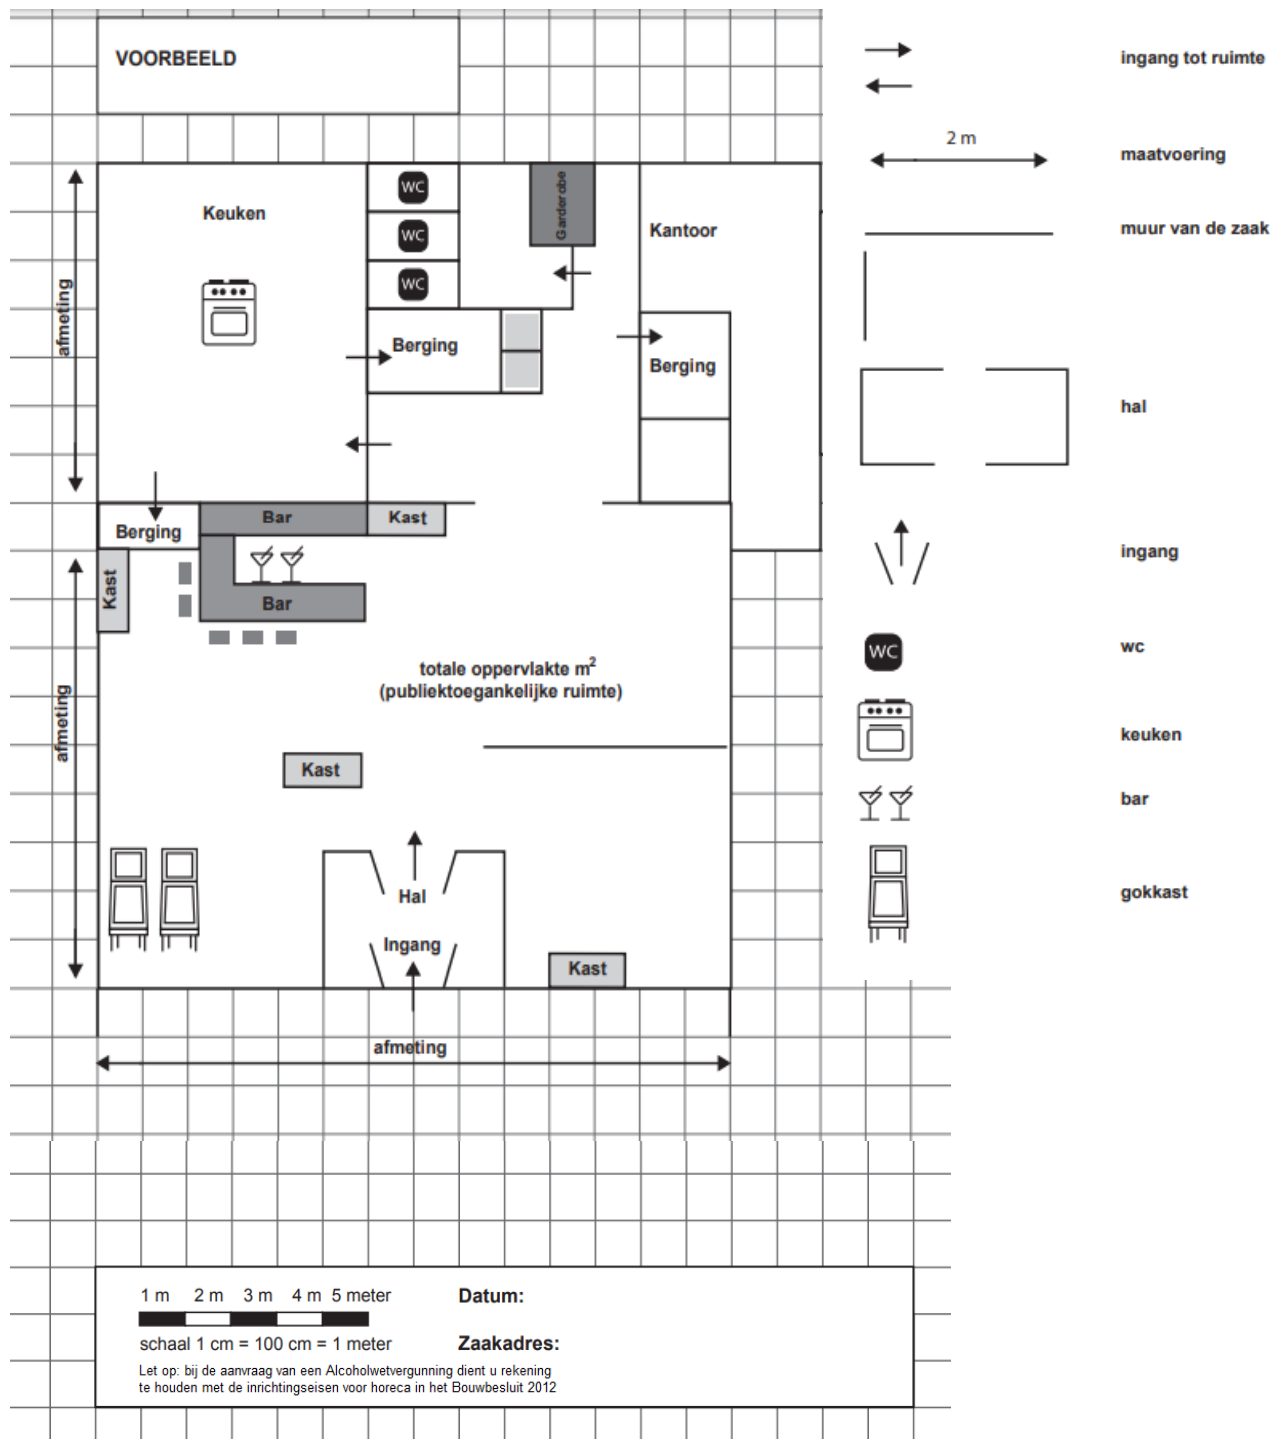 VOORBEELD
Keuken
WC
WC
WC
Garderobe
Kantoor
afmeting
Berging
Berging
Bar
Kast
Berging
Kast
Bar
totale oppervlakte m²
(publiektoegankelijke ruimte)
afmeting
Kast
Hal
Ingang
Kast
afmeting
ingang tot ruimte
2 m
maatvoering
muur van de zaak
hal
ingang
WC
wc
keuken
bar
gokkast
1 m 2 m 3 m 4 m 5 meter
schaal 1 cm = 100 cm = 1 meter
Let op: bij de aanvraag van een Alcoholwetvergunning dient u rekening
te houden met de inrichtingseisen voor horeca in het Bouwbesluit 2012
Datum:
Zaakadres: